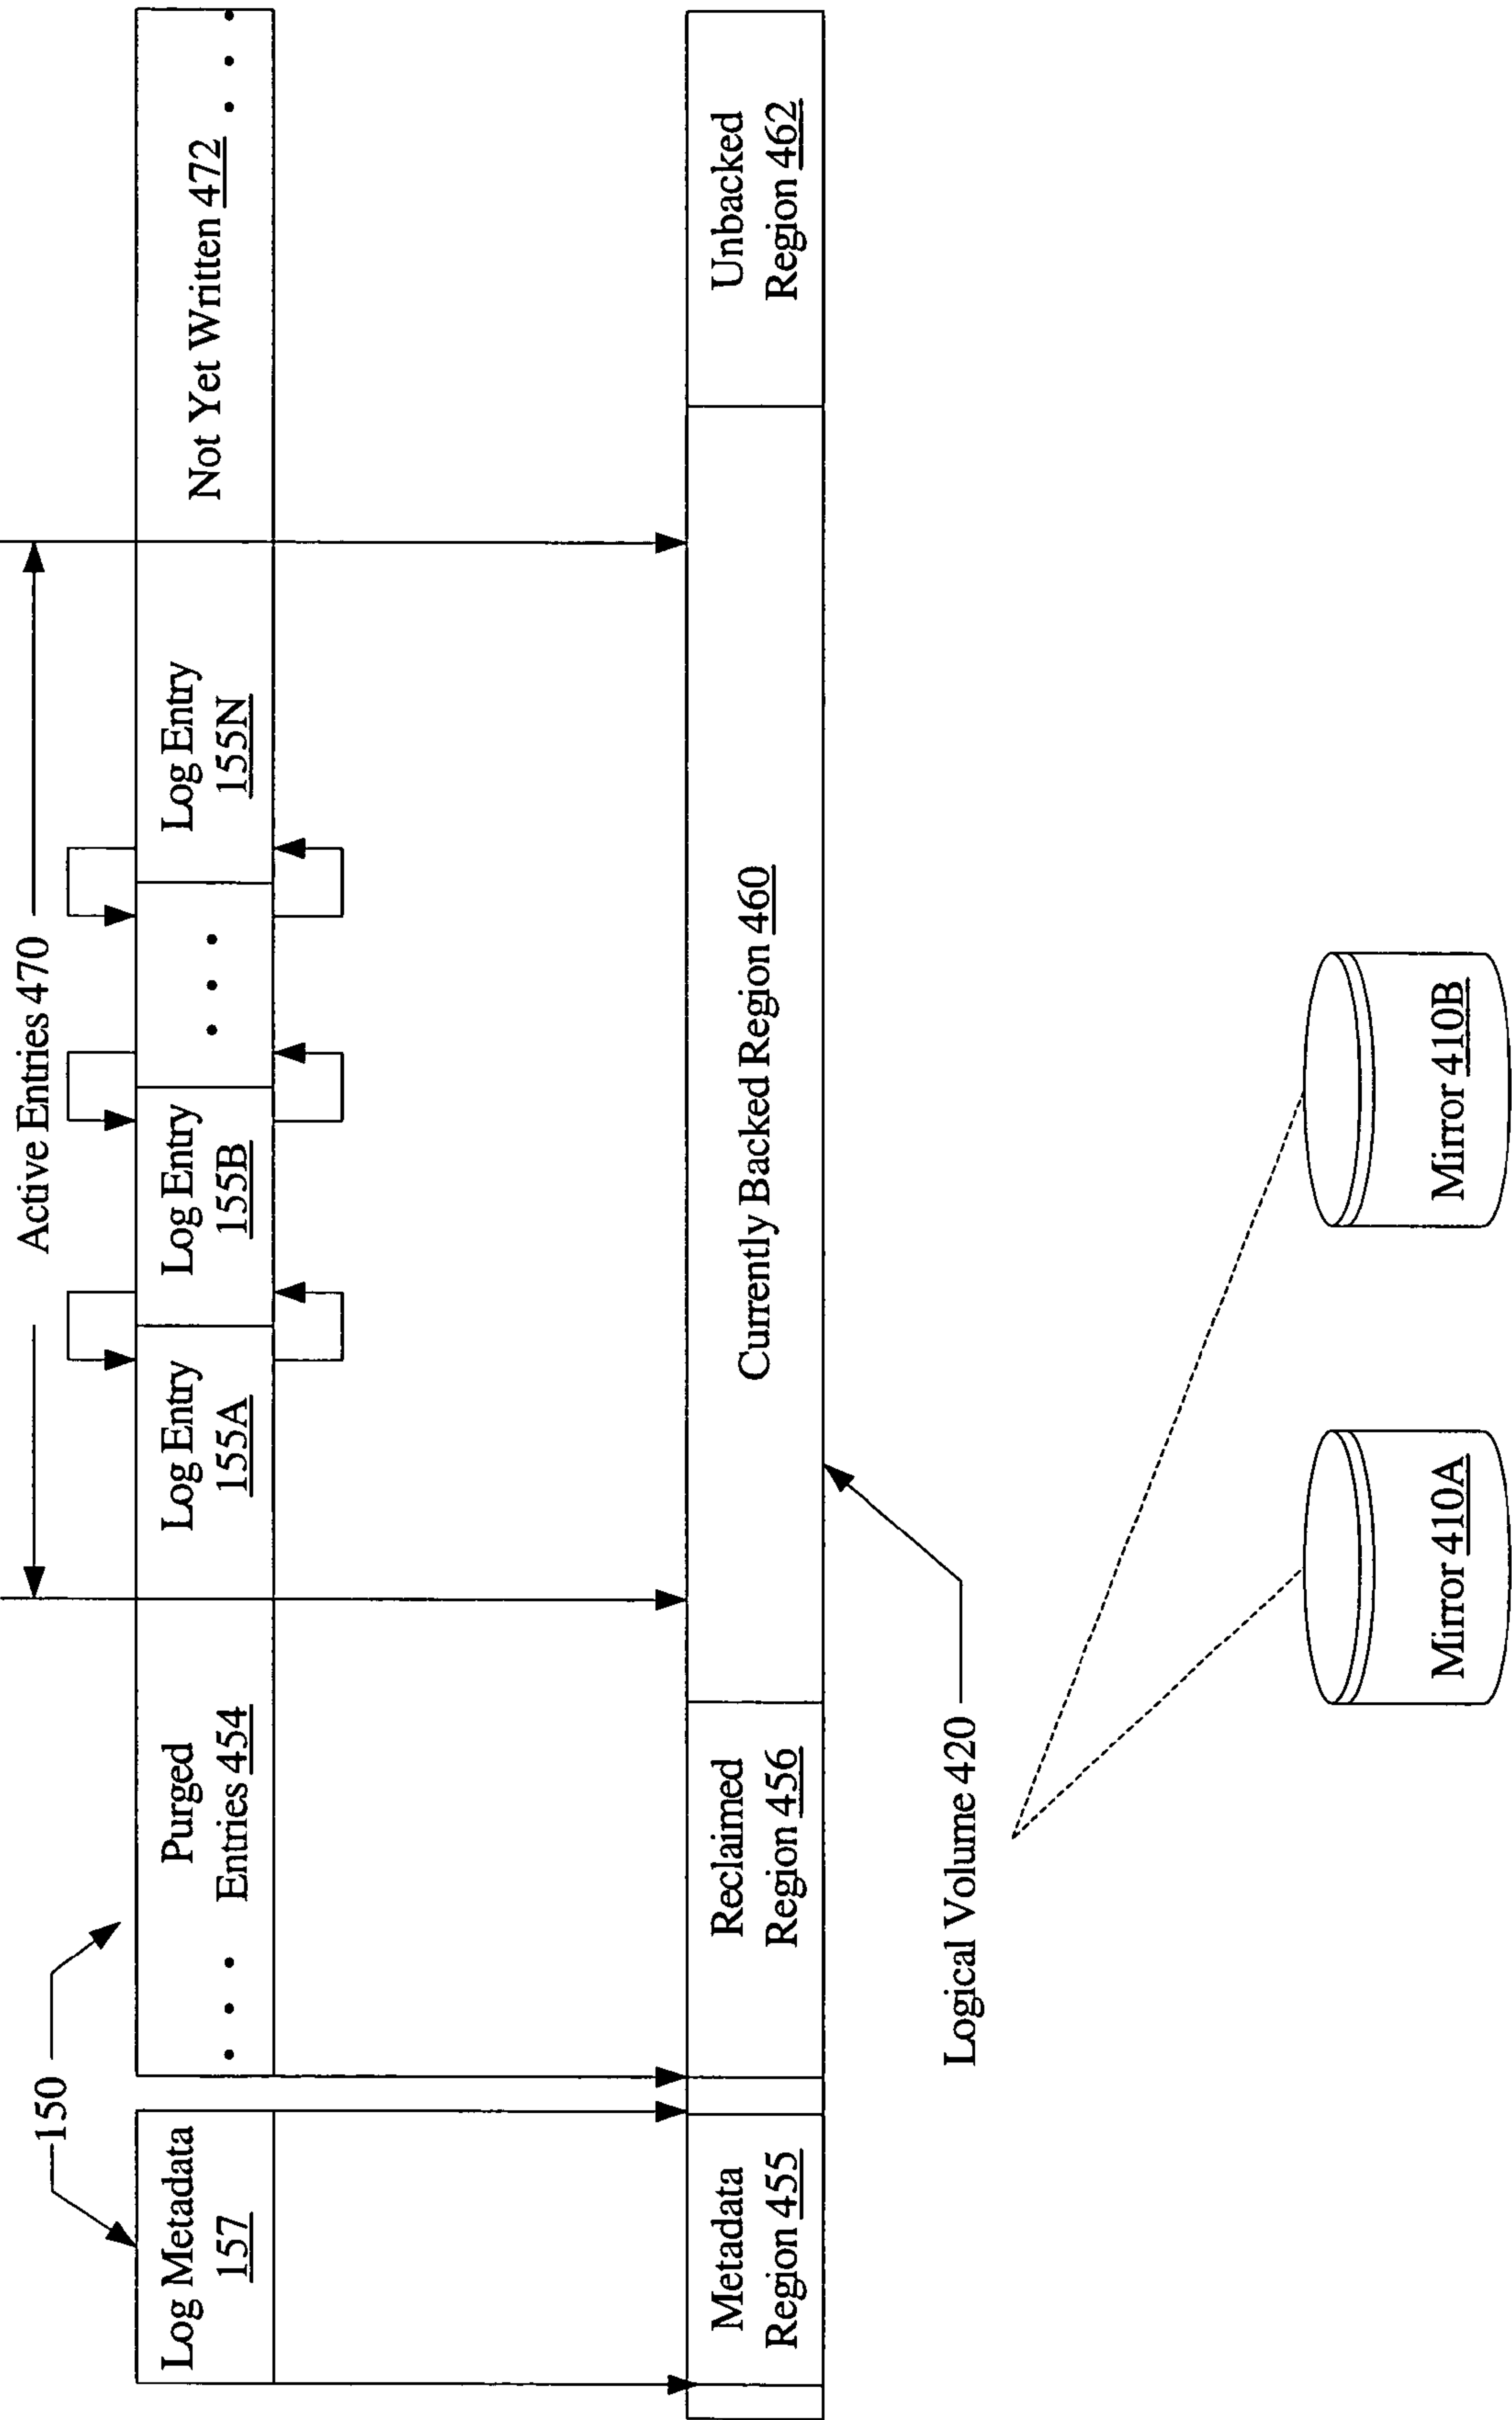 150
Active Entries 470
Log Metadata
157
Purged
. . . Entries 454
Log Entry
155A
Log Entry
155B
. . .
Log Entry
155N
Not Yet Written 472
. . .
Metadata
Region 455
Reclaimed
Region 456
Currently Backed Region 460
Unbacked
Region 462
Logical Volume 420
Mirror 410A
Mirror 410B